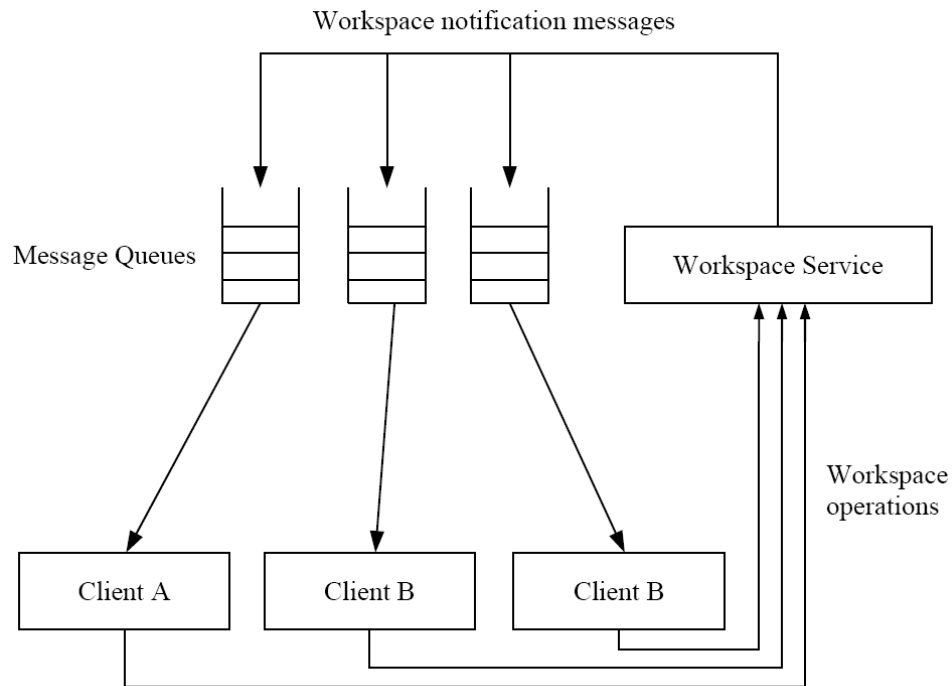 Workspace notification messages
Message Queues
Workspace Service
Workspace
operations
Client A
Client B
Client B